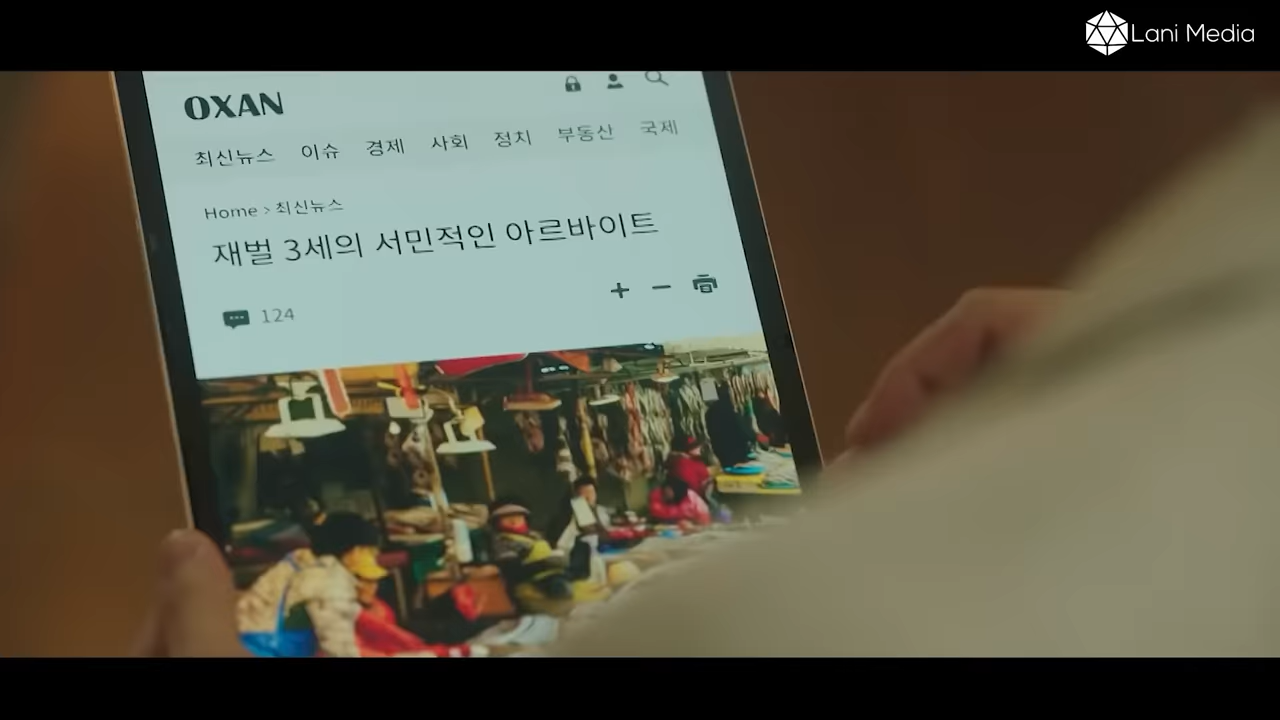 Lani Media
OXAN
최신뉴스 이슈 경제 사회 정치 부동산 국제
Home > 최신뉴스
재벌 3세의 서민적인 아르바이트
124